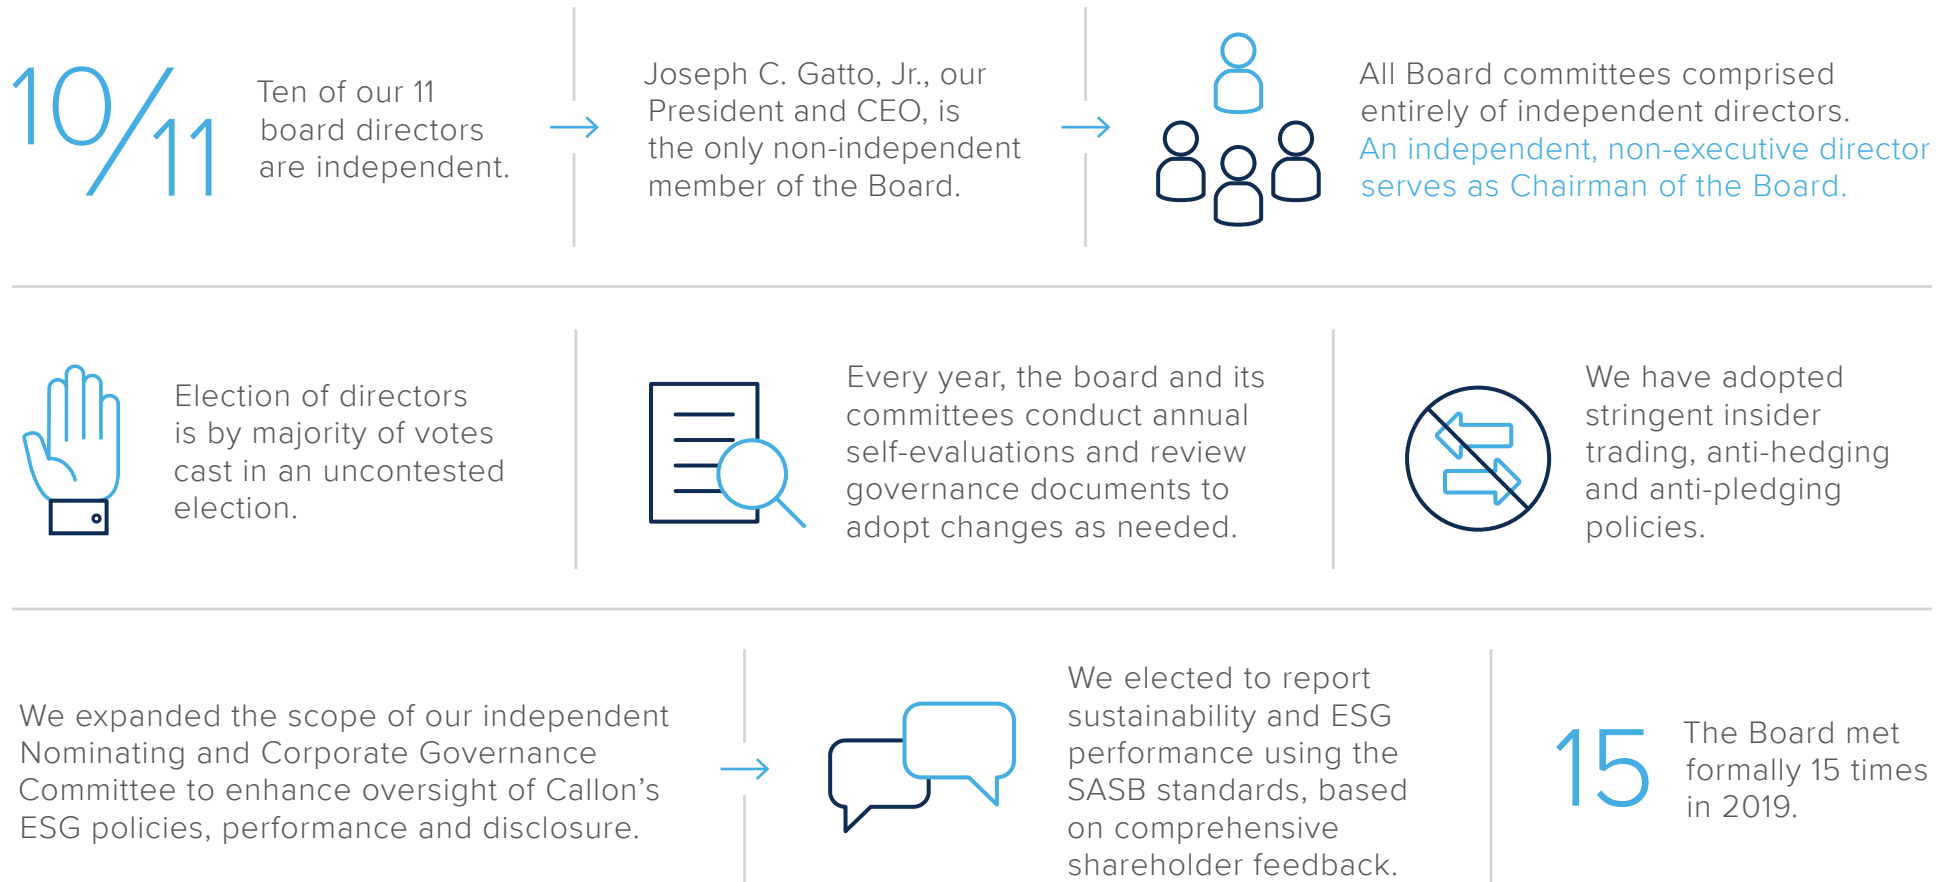 10/11
Ten of our 11
board directors
are independent.
Joseph C. Gatto, Jr., our
President and CEO, is
the only non-independent
member of the Board.
All Board committees comprised
entirely of independent directors.
An independent, non-executive director
serves as Chairman of the Board.
Election of directors
is by majority of votes
cast in an uncontested
election.
Every year, the board and its
committees conduct annual
self-evaluations and review
governance documents to
adopt changes as needed.
We have adopted
stringent insider
trading, anti-hedging
and anti-pledging
policies.
We expanded the scope of our independent
Nominating and Corporate Governance
Committee to enhance oversight of Callon’s
ESG policies, performance and disclosure.
We elected to report
sustainability and ESG
performance using the
SASB standards, based
on comprehensive
shareholder feedback.
15
The Board met
formally 15 times
in 2019.